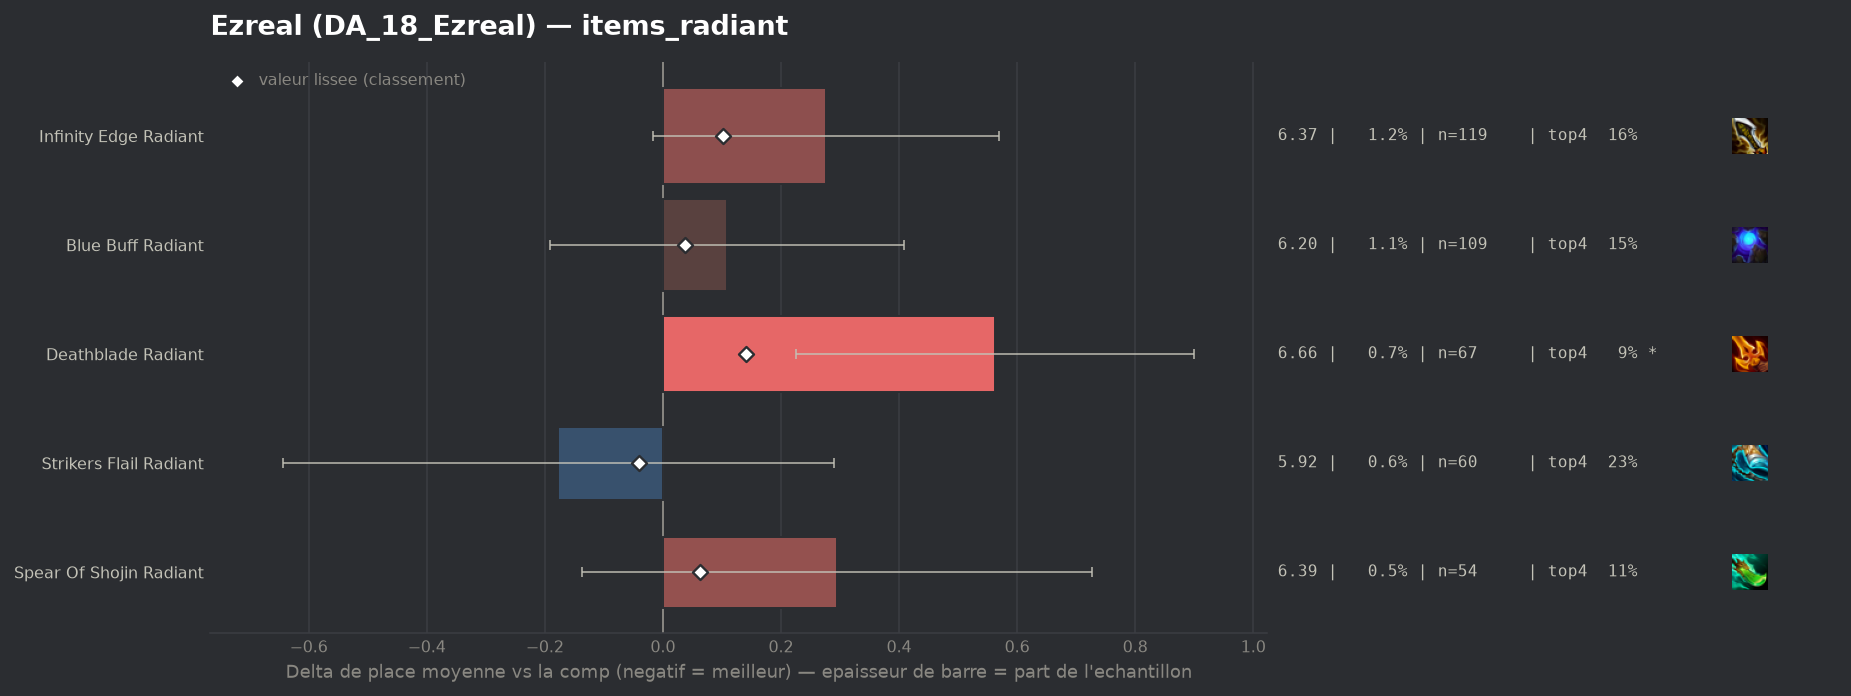 Ezreal (DA_18_Ezreal) — items_radiant
valeur lissee (classement)
Infinity Edge Radiant
6.37 | 1.2% | n=119 | top4 16%
Blue Buff Radiant
6.20 | 1.1% | n=109 | top4 15%
Deathblade Radiant
6.66 | 0.7% | n=67 | top4 9% *
Strikers Flail Radiant
5.92 | 0.6% | n=60 | top4 23%
Spear Of Shojin Radiant
6.39 | 0.5% | n=54 | top4 11%
−0.6 −0.4 −0.2 0.0 0.2 0.4 0.6 0.8 1.0
Delta de place moyenne vs la comp (negatif = meilleur) — epaisseur de barre = part de l'echantillon